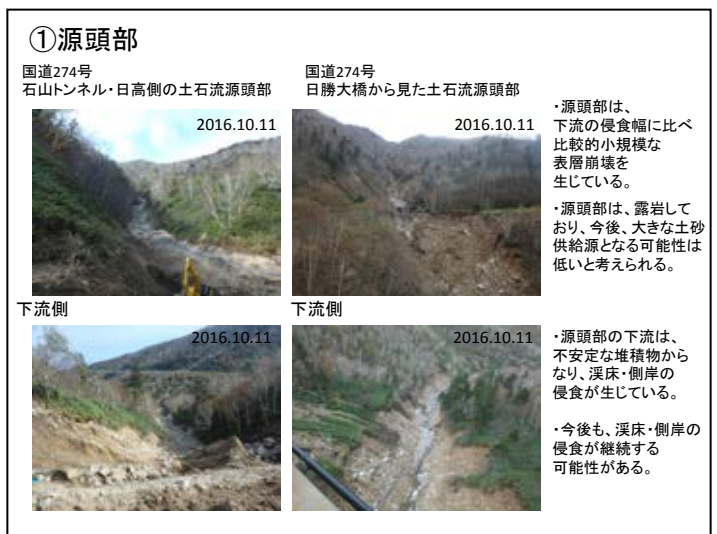 ①源頭部
国道274号
石山トンネル・日高側の土石流源頭部
国道274号
日勝大橋から見た土石流源頭部
2016.10.11
2016.10.11
・源頭部は、
下流の侵食幅に比べ
比較的小規模な
表層崩壊を
生じている。
・源頭部は、露岩して
おり、今後、大きな土砂
供給源となる可能性は
低いと考えられる。
下流側
下流側
2016.10.11
2016.10.11
・源頭部の下流は、
不安定な堆積物から
なり、渓床・側岸の
侵食が生じている。
・今後も、渓床・側岸の
侵食が継続する
可能性がある。